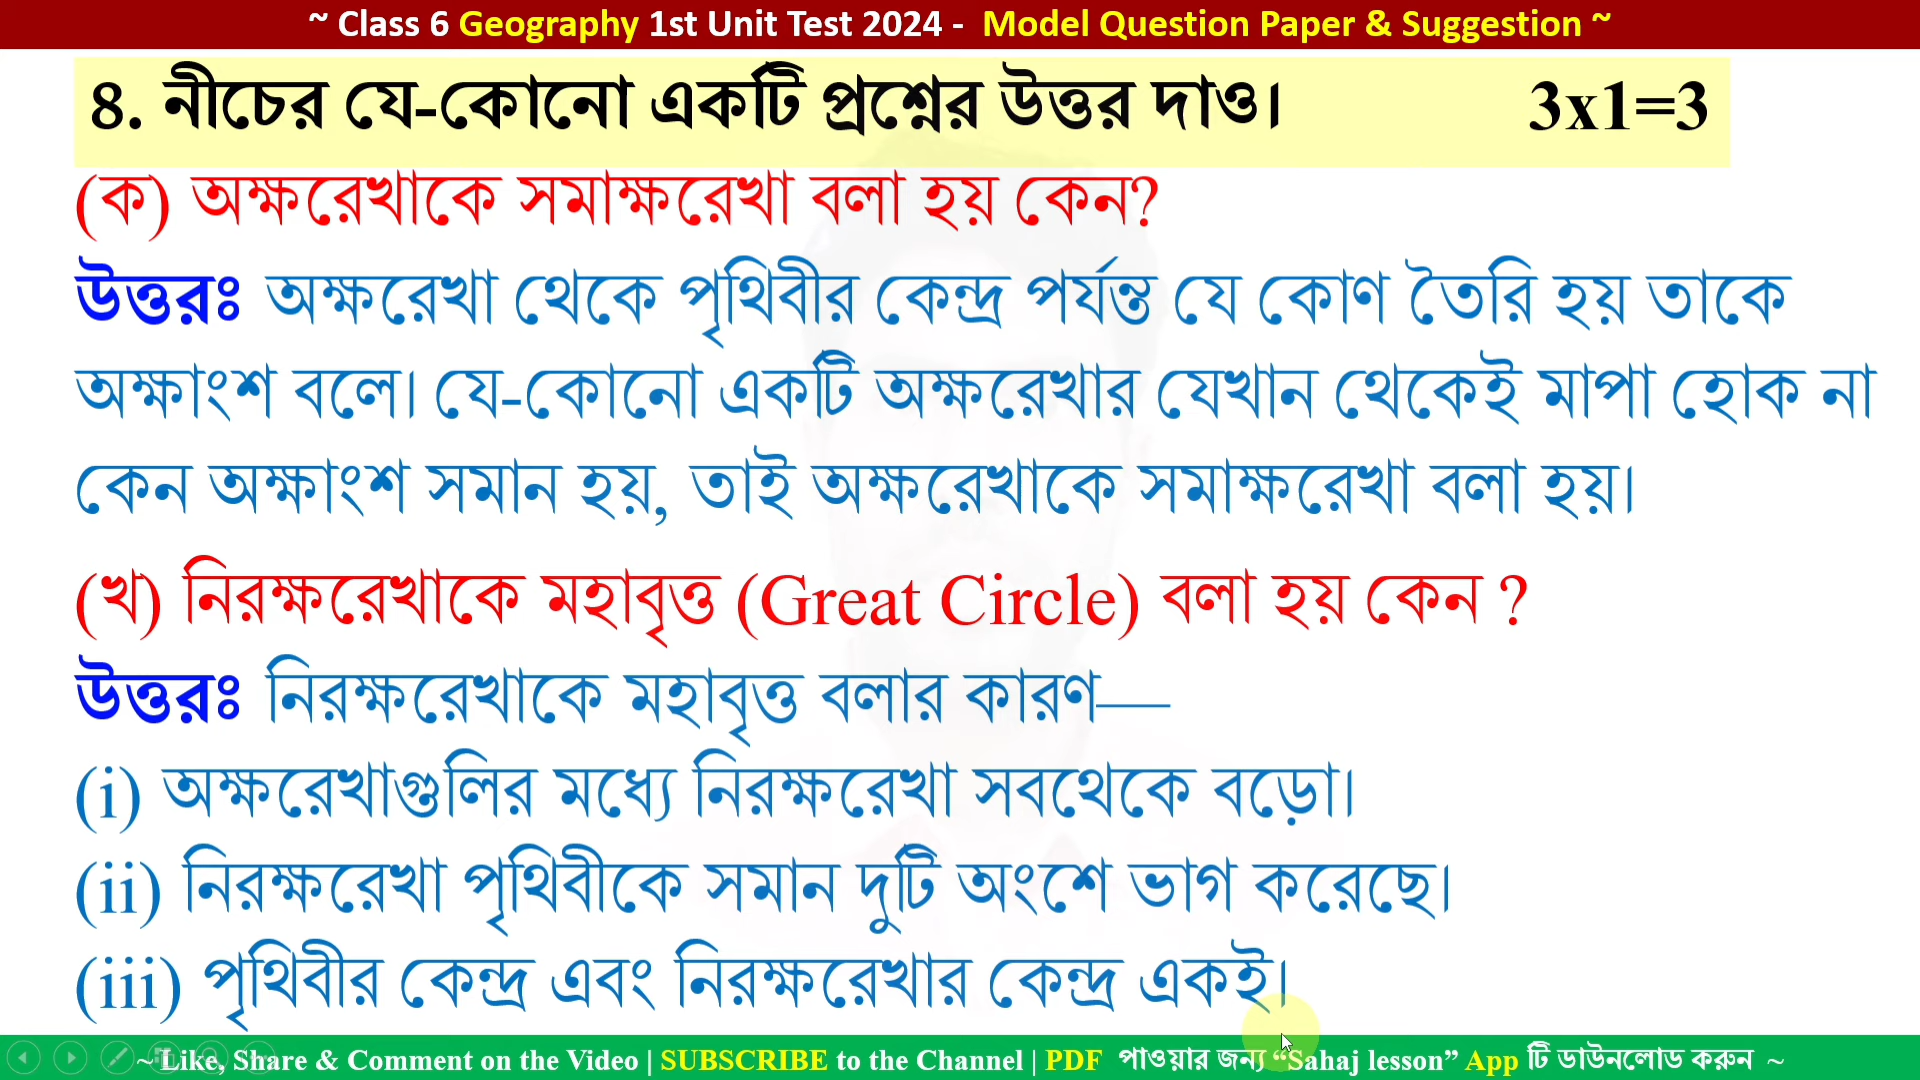 ~ Class 6 Geography 1st Unit Test 2024 - Model Question Paper & Suggestion ~
8. নীচের যে-কোনো একটি প্রশ্নের উত্তর দাও। 3x1=3
(ক) অক্ষরেখাকে সমাক্ষরেখা বলা হয় কেন?
উত্তরঃ অক্ষরেখা থেকে পৃথিবীর কেন্দ্র পর্যন্ত যে কোণ তৈরি হয় তাকে
অক্ষাংশ বলে। যে-কোনো একটি অক্ষরেখার যেখান থেকেই মাপা হোক না
কেন অক্ষাংশ সমান হয়, তাই অক্ষরেখাকে সমাক্ষরেখা বলা হয়।
(খ) নিরক্ষরেখাকে মহাবৃত্ত (Great Circle) বলা হয় কেন ?
উত্তরঃ নিরক্ষরেখাকে মহাবৃত্ত বলার কারণ—
(i) অক্ষরেখাগুলির মধ্যে নিরক্ষরেখা সবথেকে বড়ো।
(ii) নিরক্ষরেখা পৃথিবীকে সমান দুটি অংশে ভাগ করেছে।
(iii) পৃথিবীর কেন্দ্র এবং নিরক্ষরেখার কেন্দ্র একই।
~ Like, Share & Comment on the Video | SUBSCRIBE to the Channel | PDF পাওয়ার জন্য “Sahaj lesson” App টি ডাউনলোড করুন ~